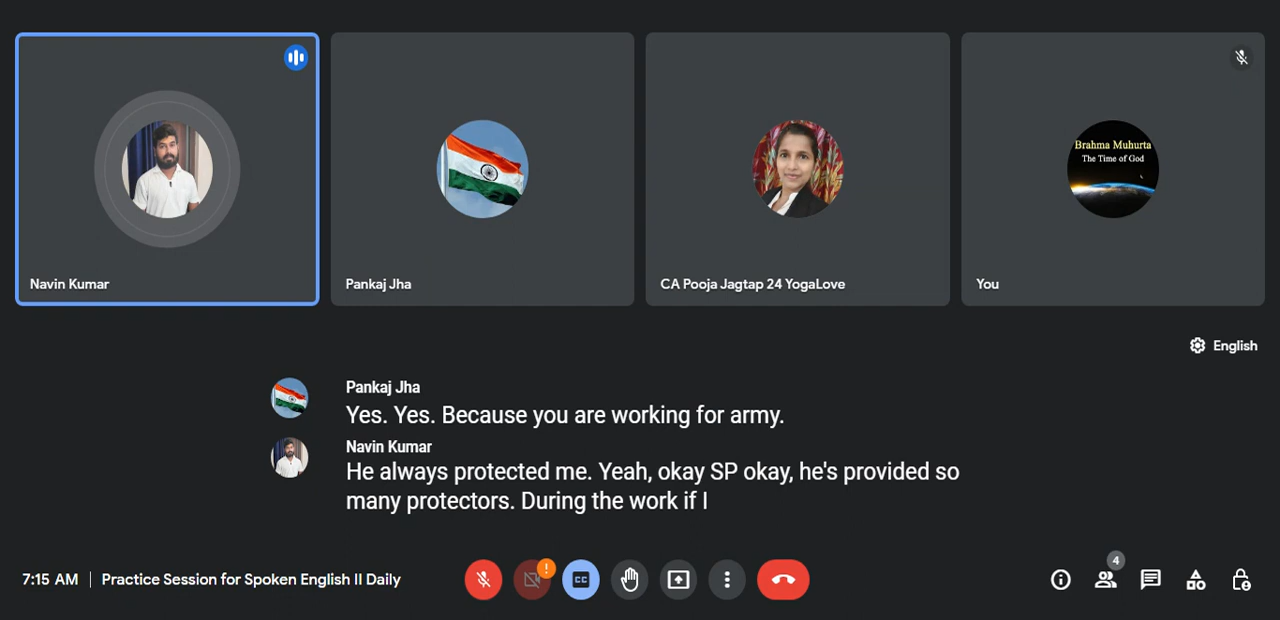 Brahma Muhurta
The Time of God
Navin Kumar
Pankaj Jha
CA Pooja Jagtap 24 YogaLove
You
English
Pankaj Jha
Yes. Yes. Because you are working for army.
Navin Kumar
He always protected me. Yeah, okay SP okay, he's provided so
many protectors. During the work if I
7:15 AM | Practice Session for Spoken English II Daily
!
CC
4